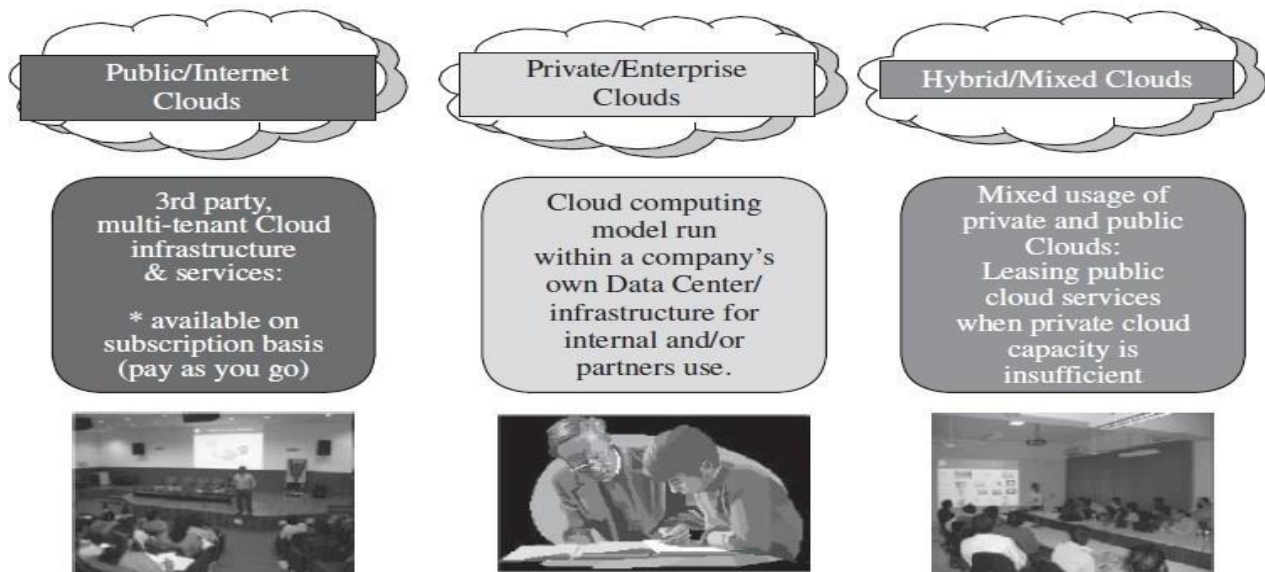 Public/Internet
Clouds
Private/Enterprise
Clouds
Hybrid/Mixed Clouds
3rd party,
multi-tenant Cloud
infrastructure
& services:
* available on
subscription basis
(pay as you go)
Cloud computing
model run
within a company’s
own Data Center/
infrastructure for
internal and/or
partners use.
Mixed usage of
private and public
Clouds:
Leasing public
cloud services
when private cloud
capacity is
insufficient